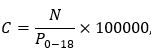 C = N / P₀₋₁₈ × 100000,